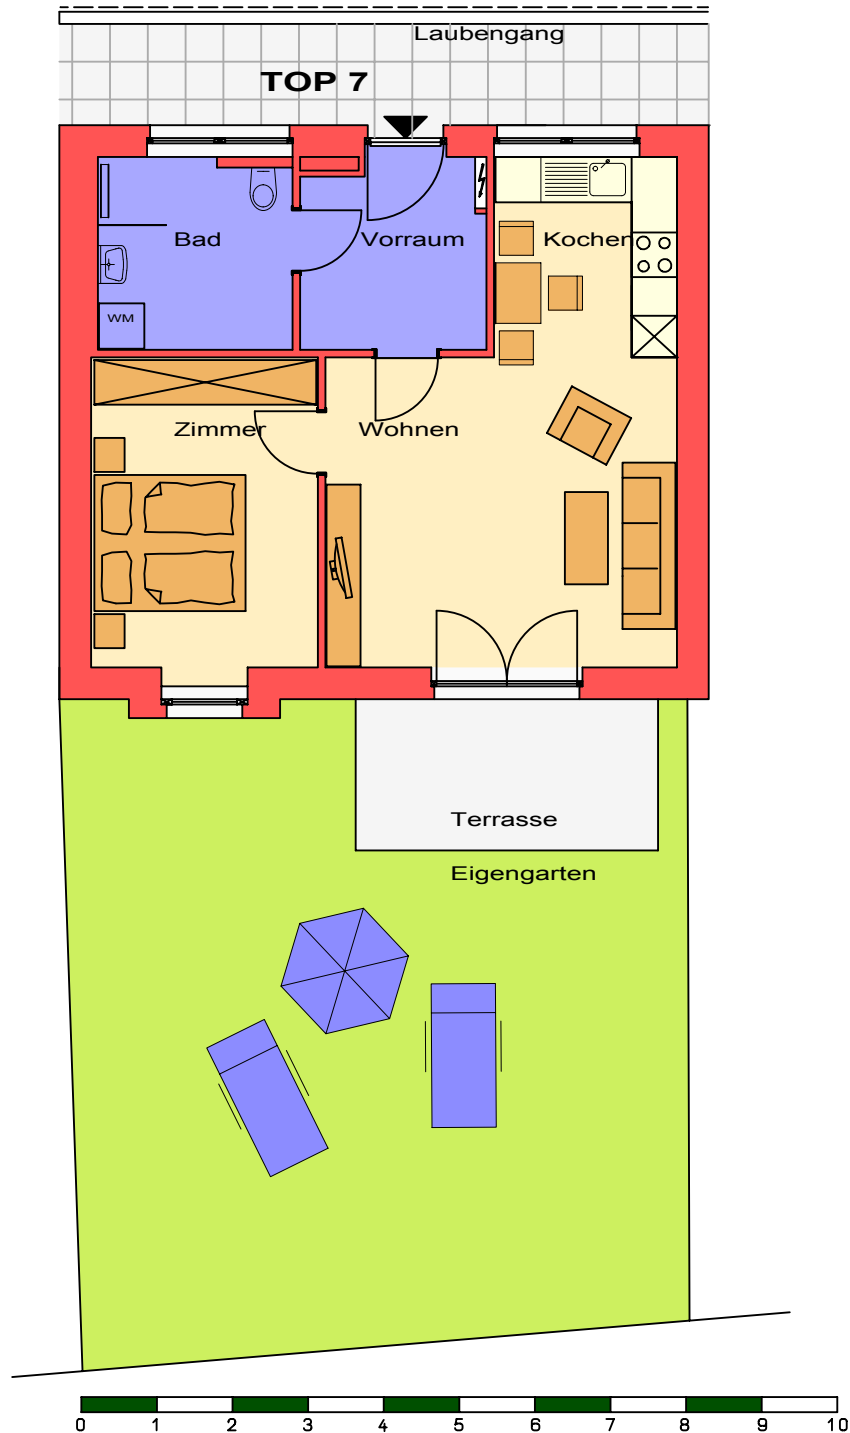 Laubengang
TOP 7
Bad
Vorraum
Kochen
WM
Zimmer
Wohnen
Terrasse
Eigengarten
0 1 2 3 4 5 6 7 8 9 10